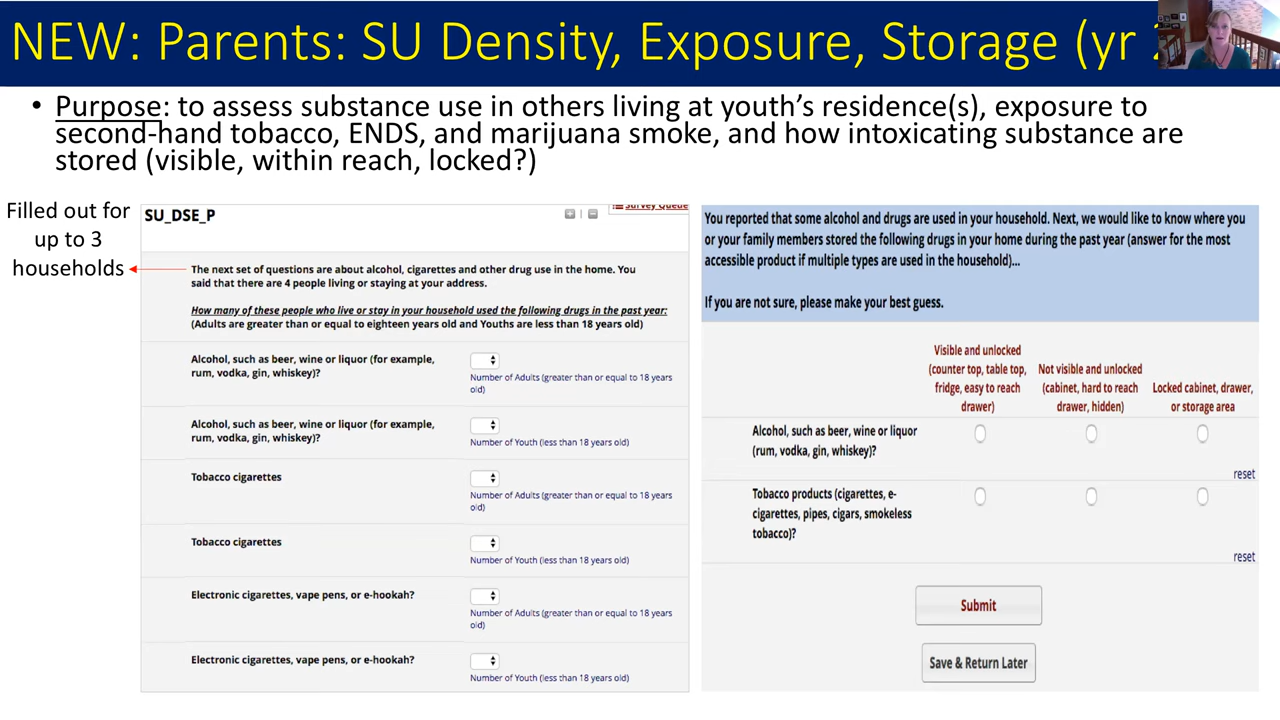 NEW: Parents: SU Density, Exposure, Storage (yr
• Purpose: to assess substance use in others living at youth's residence(s), exposure to
second-hand tobacco, ENDS, and marijuana smoke, and how intoxicating substance are
stored (visible, within reach, locked?)
Filled out for
up to 3
households
SU_DSE_P
Survey Queue
The next set of questions are about alcohol, cigarettes and other drug use in the home. You
said that there are 4 people living or staying at your address.
How many of these people who live or stay in your household used the following drugs in the past year:
(Adults are greater than or equal to eighteen years old and Youths are less than 18 years old)
Alcohol, such as beer, wine or liquor (for example,
rum, vodka, gin, whiskey)?
Number of Adults (greater than or equal to 18 years
old)
Alcohol, such as beer, wine or liquor (for example,
rum, vodka, gin, whiskey)?
Number of Youth (less than 18 years old)
Tobacco cigarettes
Number of Adults (greater than or equal to 18 years
old)
Tobacco cigarettes
Number of Youth (less than 18 years old)
Electronic cigarettes, vape pens, or e-hookah?
Number of Adults (greater than or equal to 18 years
old)
Electronic cigarettes, vape pens, or e-hookah?
Number of Youth (less than 18 years old)
You reported that some alcohol and drugs are used in your household. Next, we would like to know where you
or your family members stored the following drugs in your home during the past year (answer for the most
accessible product if multiple types are used in the household)...
If you are not sure, please make your best guess.
Visible and unlocked
(counter top, table top,
fridge, easy to reach
drawer)
Not visible and unlocked
(cabinet, hard to reach
drawer, hidden)
Locked cabinet, drawer,
or storage area
Alcohol, such as beer, wine or liquor
(rum, vodka, gin, whiskey)?
reset
Tobacco products (cigarettes, e-
cigarettes, pipes, cigars, smokeless
tobacco)?
reset
Submit
Save & Return Later